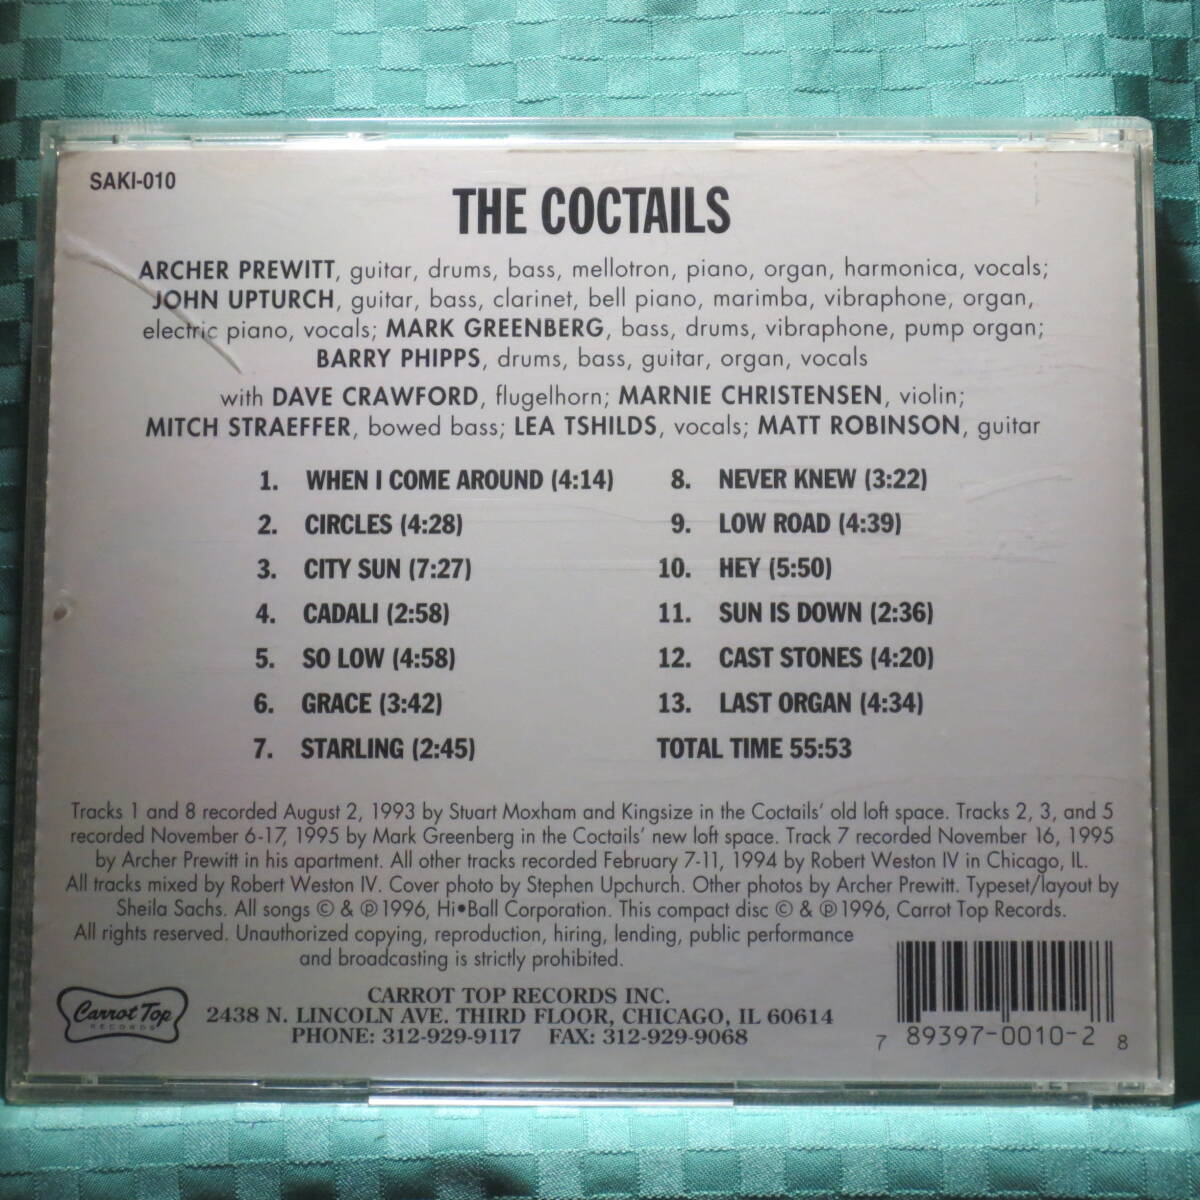 SAKI-010
THE COCTAILS
ARCHER PREWITT, guitar, drums, bass, mellotron, piano, organ, harmonica, vocals;
JOHN UPTURCH, guitar, bass, clarinet, bell piano, marimba, vibraphone, organ,
electric piano, vocals; MARK GREENBERG, bass, drums, vibraphone, pump organ;
BARRY PHIPPS, drums, bass, guitar, organ, vocals
with DAVE CRAWFORD, flugelhorn; MARNIE CHRISTENSEN, violin;
MITCH STRAEFFER, bowed bass; LEA TSHILDS, vocals; MATT ROBINSON, guitar
1. WHEN I COME AROUND (4:14)
2. CIRCLES (4:28)
3. CITY SUN (7:27)
4. CADALI (2:58)
5. SO LOW (4:58)
6. GRACE (3:42)
7. STARLING (2:45)
8. NEVER KNEW (3:22)
9. LOW ROAD (4:39)
10. HEY (5:50)
11. SUN IS DOWN (2:36)
12. CAST STONES (4:20)
13. LAST ORGAN (4:34)
TOTAL TIME 55:53
Tracks 1 and 8 recorded August 2, 1993 by Stuart Moxham and Kingsize in the Coctails' old loft space. Tracks 2, 3, and 5
recorded November 6-17, 1995 by Mark Greenberg in the Coctails' new loft space. Track 7 recorded November 16, 1995
by Archer Prewitt in his apartment. All other tracks recorded February 7-11, 1994 by Robert Weston IV in Chicago, IL.
All tracks mixed by Robert Weston IV. Cover photo by Stephen Upchurch. Other photos by Archer Prewitt. Typeset/layout by
Sheila Sachs. All songs © & ℗ 1996, Hi•Ball Corporation. This compact disc © & ℗ 1996, Carrot Top Records.
All rights reserved. Unauthorized copying, reproduction, hiring, lending, public performance
and broadcasting is strictly prohibited.
Carrot Top
RECORDS
CARROT TOP RECORDS INC.
2438 N. LINCOLN AVE. THIRD FLOOR, CHICAGO, IL 60614
PHONE: 312-929-9117 FAX: 312-929-9068
7 89397-0010-2 8